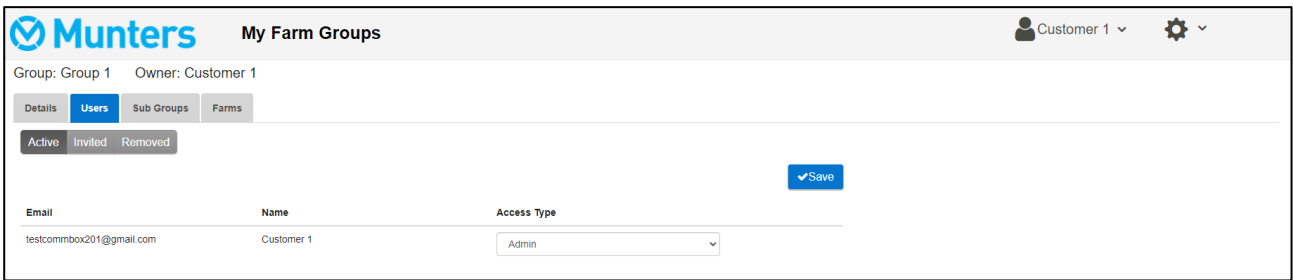 Munters My Farm Groups Customer 1
Group: Group 1 Owner: Customer 1
Details Users Sub Groups Farms
Active Invited Removed
Save
Email Name Access Type
testcommbox201@gmail.com Customer 1 Admin